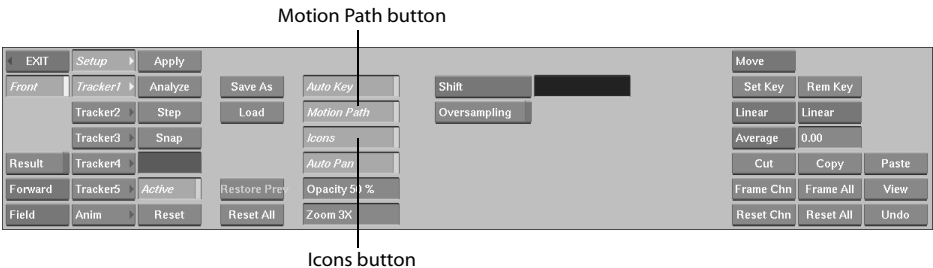 Motion Path button
EXIT Setup Apply Move
Front Tracker1 Analyze Save As Auto Key Shift Set Key Rem Key
Tracker2 Step Load Motion Path Oversampling Linear Linear
Tracker3 Snap Icons Average 0.00
Result Tracker4 Auto Pan Cut Copy Paste
Forward Tracker5 Active Restore Prev Opacity 50 % Frame Chn Frame All View
Field Anim Reset Reset All Zoom 3X Reset Chn Reset All Undo
Icons button